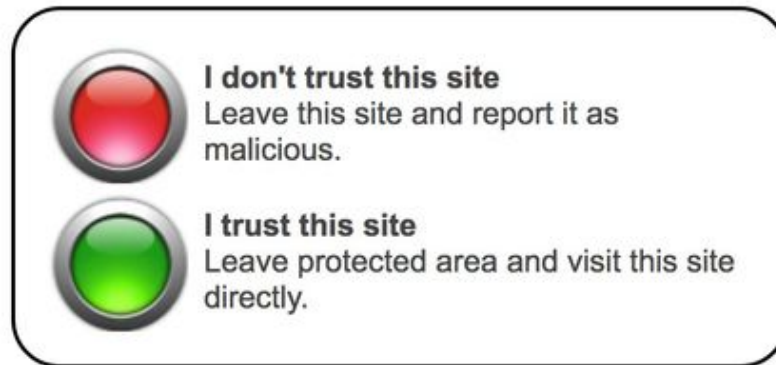 I don't trust this site
Leave this site and report it as
malicious.
I trust this site
Leave protected area and visit this site
directly.